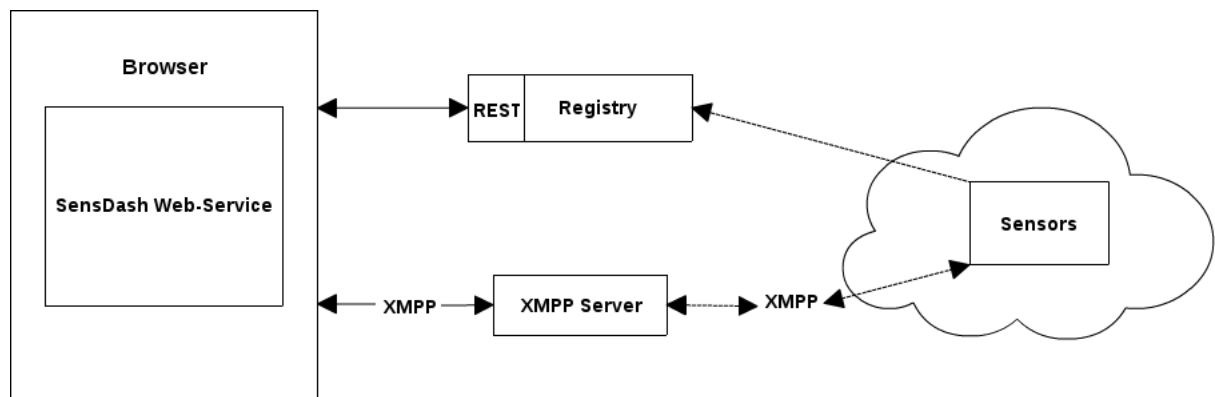 Browser
SensDash Web-Service
REST
Registry
Sensors
XMPP
XMPP Server
XMPP